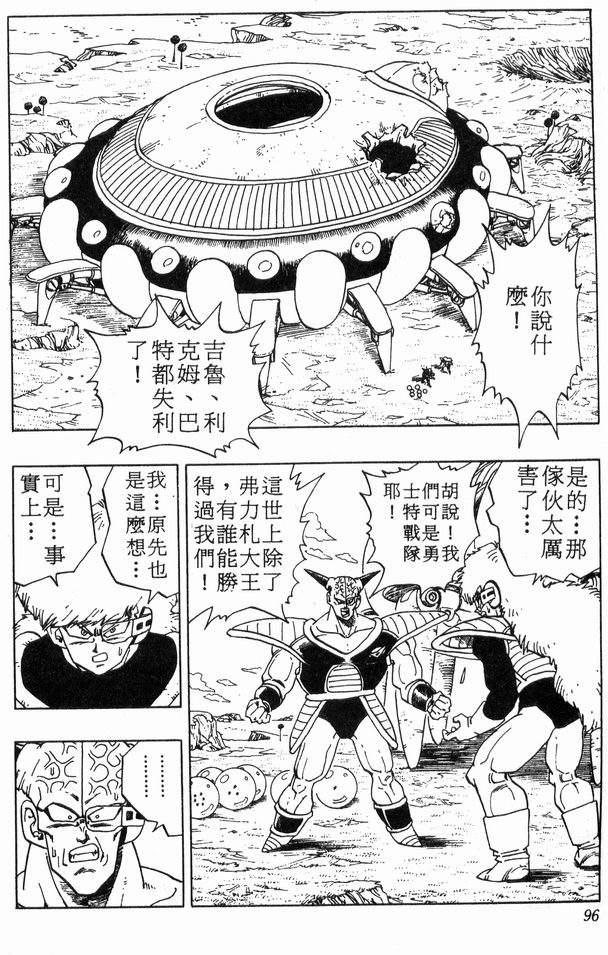 你說什
麼！
吉魯、利
克姆、巴
特都失利
了！
是的…那
傢伙太厲
害了…
胡說！我
們可是勇
士特戰隊
耶！
這世上除了
弗力札大王
，有誰能勝
得過我們！
我…原先也
是這麼想…
可是…事
實上…
………
………
96